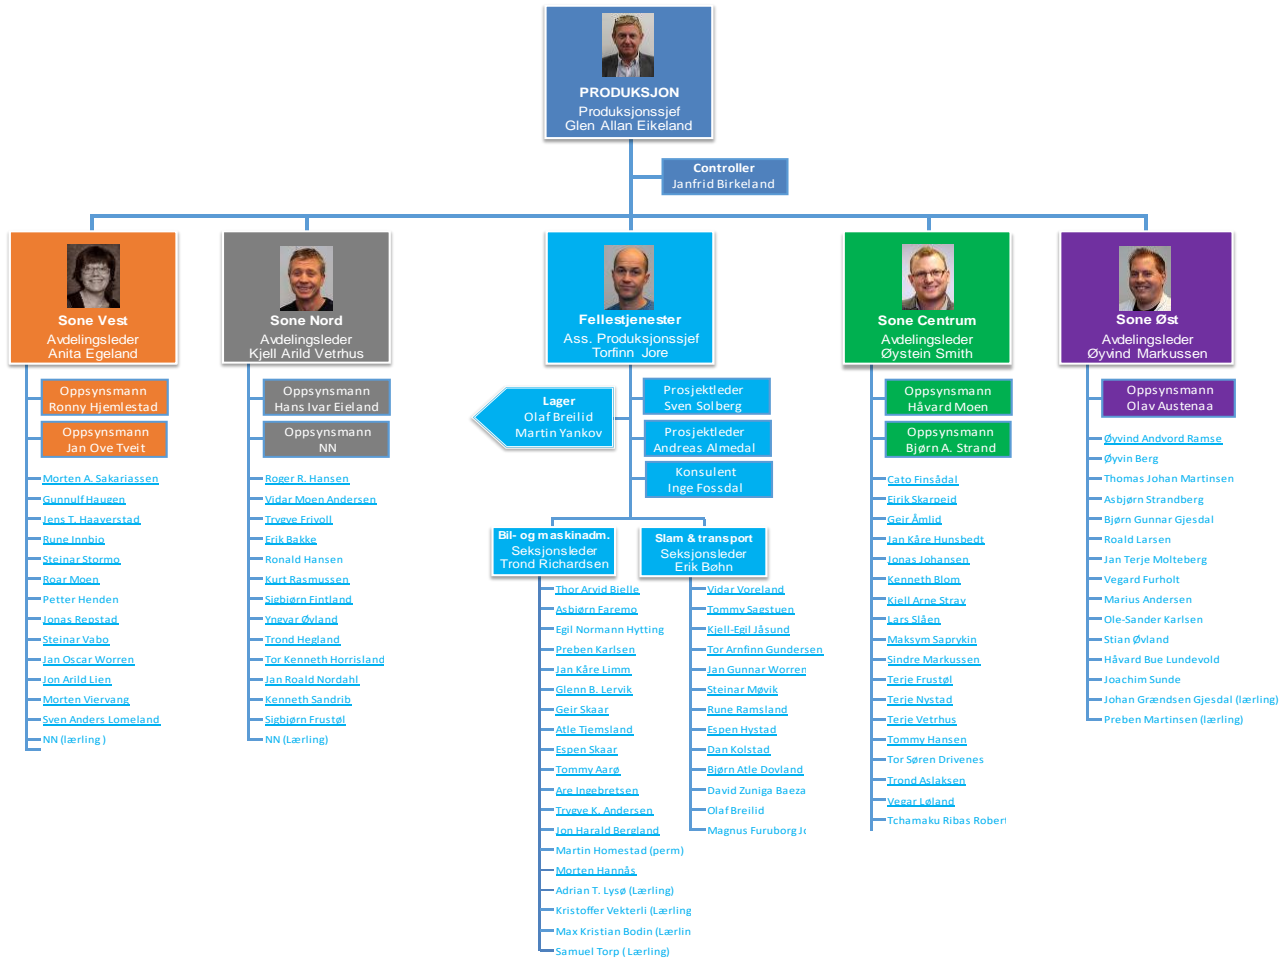 PRODUKSJON
Produksjonssjef
Glen Allan Eikeland
Controller
Janfrid Birkeland
Sone Vest
Avdelingsleder
Anita Egeland
Oppsynsmann
Ronny Hjemlestad
Oppsynsmann
Jan Ove Tveit
Morten A. Sakariassen
Gunnulf Haugen
Jens T. Haaverstad
Rune Innbio
Steinar Stormo
Roar Moen
Petter Henden
Jonas Repstad
Steinar Vabo
Jan Oscar Worren
Jon Arild Lien
Morten Viervang
Sven Anders Lomeland
NN (lærling )
Sone Nord
Avdelingsleder
Kjell Arild Vetrhus
Oppsynsmann
Hans Ivar Eieland
Oppsynsmann
NN
Roger R. Hansen
Vidar Moen Andersen
Trygve Frivoll
Erik Bakke
Ronald Hansen
Kurt Rasmussen
Sigbjørn Fintland
Yngvar Øvland
Trond Hegland
Tor Kenneth Horrisland
Jan Roald Nordahl
Kenneth Sandrib
Sigbjørn Frustøl
NN (Lærling)
Fellestjenester
Ass. Produksjonssjef
Torfinn Jore
Lager
Olaf Breilid
Martin Yankov
Prosjektleder
Sven Solberg
Prosjektleder
Andreas Almedal
Konsulent
Inge Fossdal
Bil- og maskinadm.
Seksjonsleder
Trond Richardsen
Thor Arvid Bjelle
Asbjørn Faremo
Egil Normann Hytting
Preben Karlsen
Jan Kåre Limm
Glenn B. Lervik
Geir Skaar
Atle Tjemsland
Espen Skaar
Tommy Aarø
Are Ingebretsen
Trygve K. Andersen
Jon Harald Bergland
Martin Homestad (perm)
Morten Hannås
Adrian T. Lysø (Lærling)
Kristoffer Vekterli (Lærling
Max Kristian Bodin (Lærlin
Samuel Torp ( Lærling)
Slam & transport
Seksjonsleder
Erik Bøhn
Vidar Voreland
Tommy Sagstuen
Kjell-Egil Jåsund
Tor Arnfinn Gundersen
Jan Gunnar Worren
Steinar Møvik
Rune Ramsland
Espen Hystad
Dan Kolstad
Bjørn Atle Dovland
David Zuniga Baeza
Olaf Breilid
Magnus Furuborg Jo
Sone Centrum
Avdelingsleder
Øystein Smith
Oppsynsmann
Håvard Moen
Oppsynsmann
Bjørn A. Strand
Cato Finsådal
Eirik Skarpeid
Geir Åmlid
Jan Kåre Hunsbedt
Jonas Johansen
Kenneth Blom
Kjell Arne Stray
Lars Slåen
Maksym Saprykin
Sindre Markussen
Terje Frustøl
Terje Nystad
Terje Vetrhus
Tommy Hansen
Tor Søren Drivenes
Trond Aslaksen
Vegar Løland
Tchamaku Ribas Robert
Sone Øst
Avdelingsleder
Øyvind Markussen
Oppsynsmann
Olav Austenaa
Øyvind Andvord Ramse
Øyvin Berg
Thomas Johan Martinsen
Asbjørn Strandberg
Bjørn Gunnar Gjesdal
Roald Larsen
Jan Terje Molteberg
Vegard Furholt
Marius Andersen
Ole-Sander Karlsen
Stian Øvland
Håvard Bue Lundevold
Joachim Sunde
Johan Grændsen Gjesdal (lærling)
Preben Martinsen (lærling)